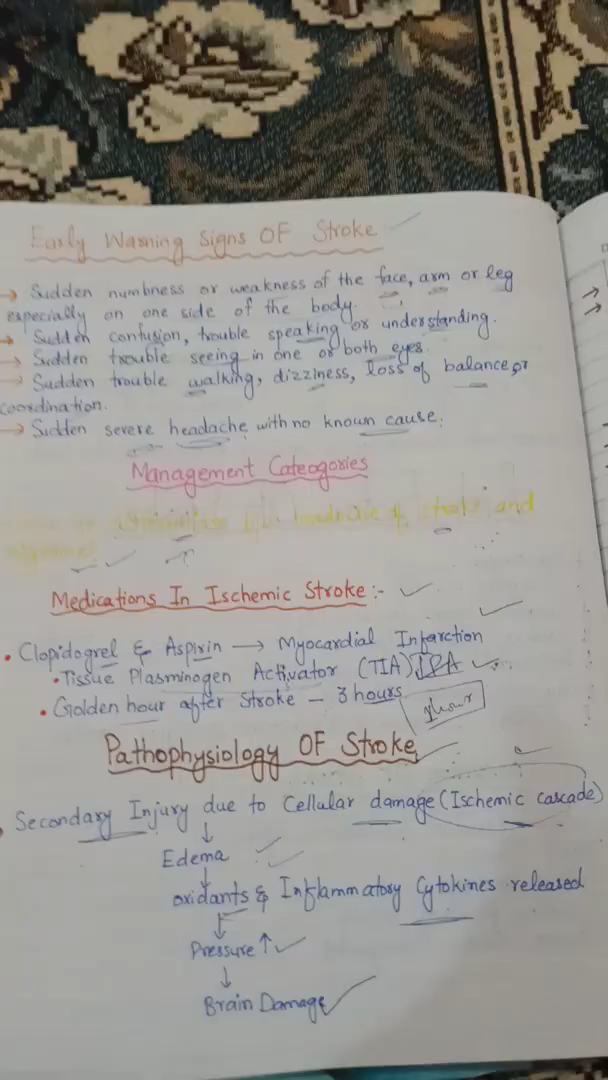 Early Warning Signs OF Stroke
→ Sudden numbness or weakness of the face, arm or leg
especially on one side of the body.
→ Sudden confusion, trouble speaking or understanding.
→ Sudden trouble seeing in one or both eyes.
→ Sudden trouble walking, dizziness, loss of balance, or
coordination.
→ Sudden severe headache with no known cause.
Management Cateogories
stroke and
Medications In Ischemic Stroke:-
• Clopidogrel & Aspirin → Myocardial Infarction
• Tissue Plasminogen Activator (TIA)
• Golden hour after Stroke – 3 hours
Pathophysiology OF Stroke
Secondary Injury due to Cellular damage (Ischemic cascade)
↓
Edema
↓
oxidants & Inflammatory Cytokines released
↓
Pressure ↑
↓
Brain Damage